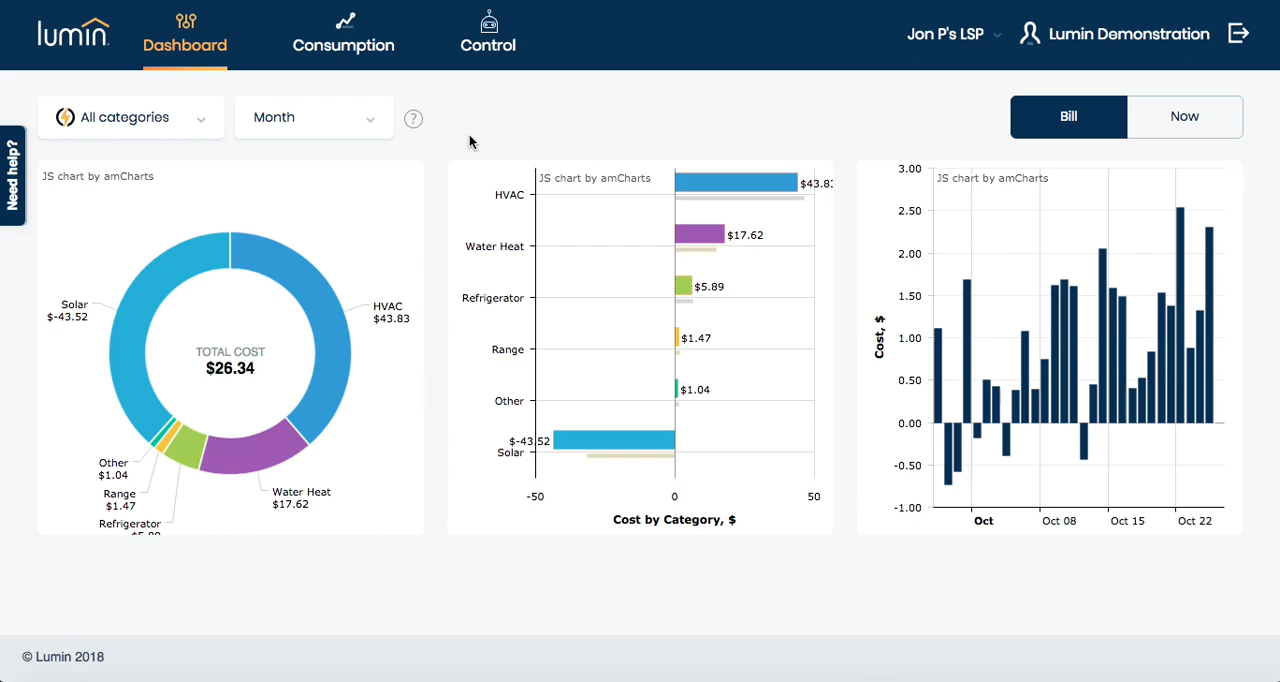 lumin
Dashboard
Consumption
Control
Jon P's LSP
Lumin Demonstration
All categories
Month
?
Bill
Now
Need help?
JS chart by amCharts
Solar
$-43.52
HVAC
$43.83
TOTAL COST
$26.34
Other
$1.04
Range
$1.47
Refrigerator
$5.89
Water Heat
$17.62
JS chart by amCharts
HVAC
$43.83
Water Heat
$17.62
Refrigerator
$5.89
Range
$1.47
Other
$1.04
$-43.52
Solar
-50
0
50
Cost by Category, $
JS chart by amCharts
3.00
2.50
2.00
1.50
1.00
0.50
0.00
-0.50
-1.00
Cost, $
Oct
Oct 08
Oct 15
Oct 22
© Lumin 2018